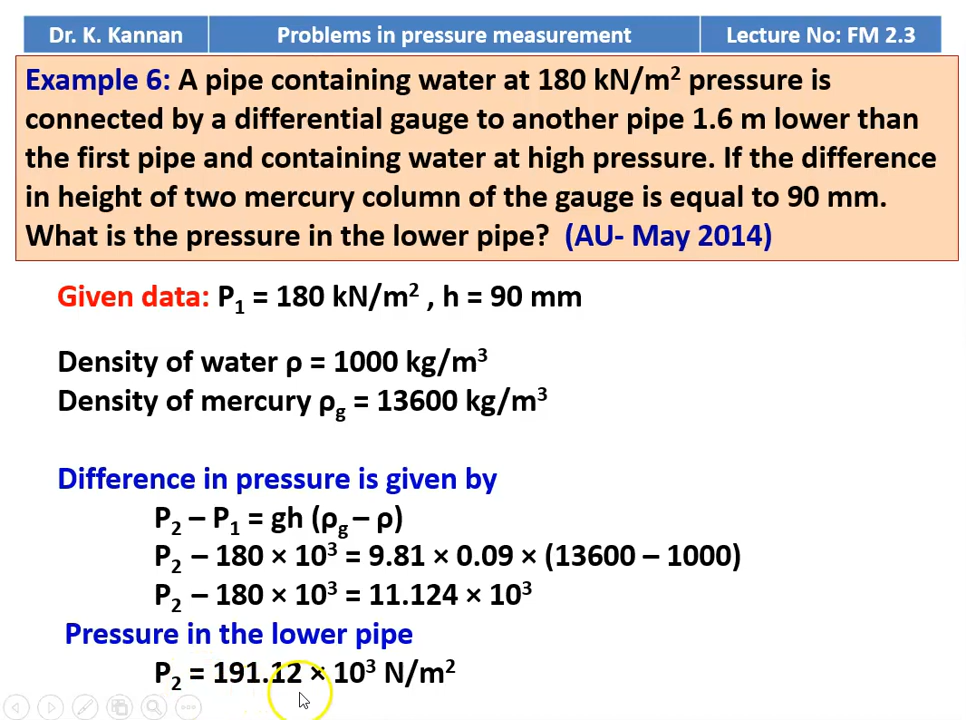 Dr. K. Kannan
Problems in pressure measurement
Lecture No: FM 2.3
Example 6: A pipe containing water at 180 kN/m² pressure is
connected by a differential gauge to another pipe 1.6 m lower than
the first pipe and containing water at high pressure. If the difference
in height of two mercury column of the gauge is equal to 90 mm.
What is the pressure in the lower pipe? (AU- May 2014)
Given data: P₁ = 180 kN/m² , h = 90 mm
Density of water ρ = 1000 kg/m³
Density of mercury ρg = 13600 kg/m³
Difference in pressure is given by
P₂ – P₁ = gh (ρg – ρ)
P₂ – 180 × 10³ = 9.81 × 0.09 × (13600 – 1000)
P₂ – 180 × 10³ = 11.124 × 10³
Pressure in the lower pipe
P₂ = 191.12 × 10³ N/m²